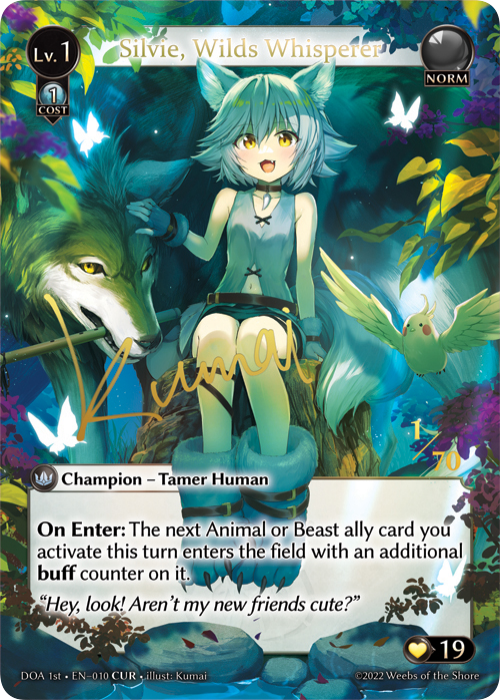 Lv. 1
Silvie, Wilds Whisperer
NORM
1
COST
Kumai
1/70
Champion – Tamer Human
On Enter: The next Animal or Beast ally card you
activate this turn enters the field with an additional
buff counter on it.
“Hey, look! Aren’t my new friends cute?”
19
DOA 1st • EN–010 CUR • illust: Kumai
©2022 Weebs of the Shore